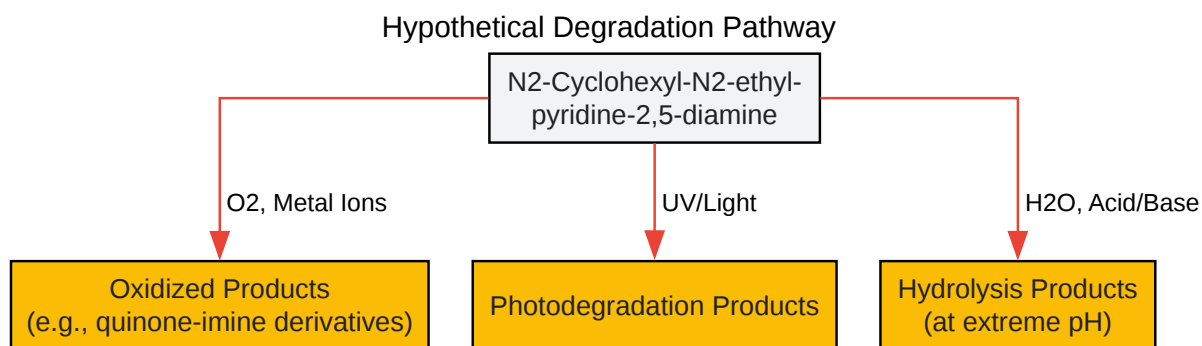 Hypothetical Degradation Pathway
N2-Cyclohexyl-N2-ethyl-
pyridine-2,5-diamine
O2, Metal Ions
UV/Light
H2O, Acid/Base
Oxidized Products
(e.g., quinone-imine derivatives)
Photodegradation Products
Hydrolysis Products
(at extreme pH)